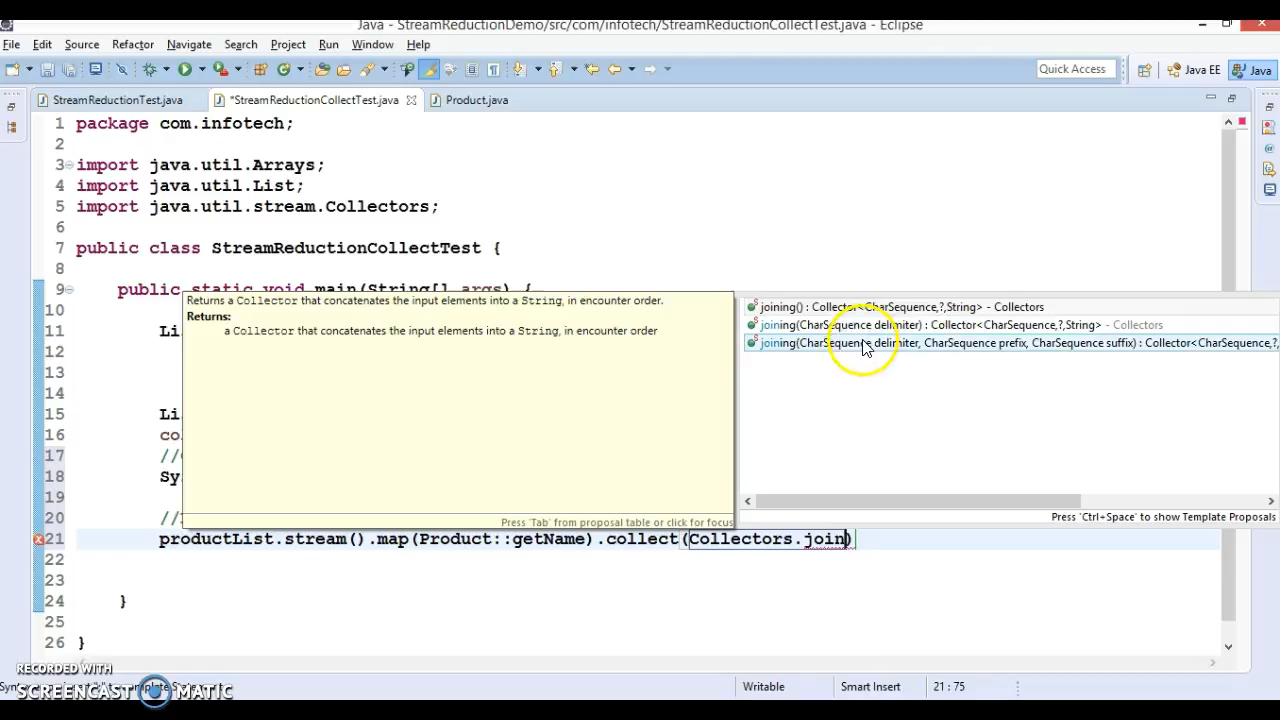 Java - StreamReductionDemo/src/com/infotech/StreamReductionCollectTest.java - Eclipse
File Edit Source Refactor Navigate Search Project Run Window Help
Quick Access Java EE Java
StreamReductionTest.java *StreamReductionCollectTest.java Product.java
1 package com.infotech;
2
3 import java.util.Arrays;
4 import java.util.List;
5 import java.util.stream.Collectors;
6
7 public class StreamReductionCollectTest {
8
9 public static void main(String[] args) {
10
11 Li
12
13
14
15 Li
16 co
17 //
18 Sy
19
20 //
21 productList.stream().map(Product::getName).collect(Collectors.join)
22
23
24 }
25
26 }
Returns a Collector that concatenates the input elements into a String, in encounter order.
Returns:
a Collector that concatenates the input elements into a String, in encounter order
Press 'Tab' from proposal table or click for focus
joining() : Collector<CharSequence,?,String> - Collectors
joining(CharSequence delimiter) : Collector<CharSequence,?,String> - Collectors
joining(CharSequence delimiter, CharSequence prefix, CharSequence suffix) : Collector<CharSequence,?,
Press 'Ctrl+Space' to show Template Proposals
RECORDED WITH
SCREENCAST MATIC
Writable Smart Insert 21 : 75